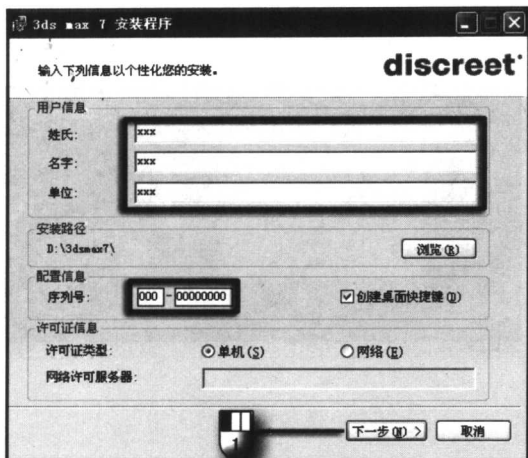 3ds max 7 安装程序
输入下列信息以个性化您的安装。
discreet
用户信息
姓氏: xxx
名字: xxx
单位: xxx
安装路径
D:\3dsmax7\
浏览(R)
配置信息
序列号: 000 - 00000000
创建桌面快捷键(D)
许可证信息
许可证类型: 单机(S) 网络(E)
网络许可服务器:
1
下一步(N) > 取消